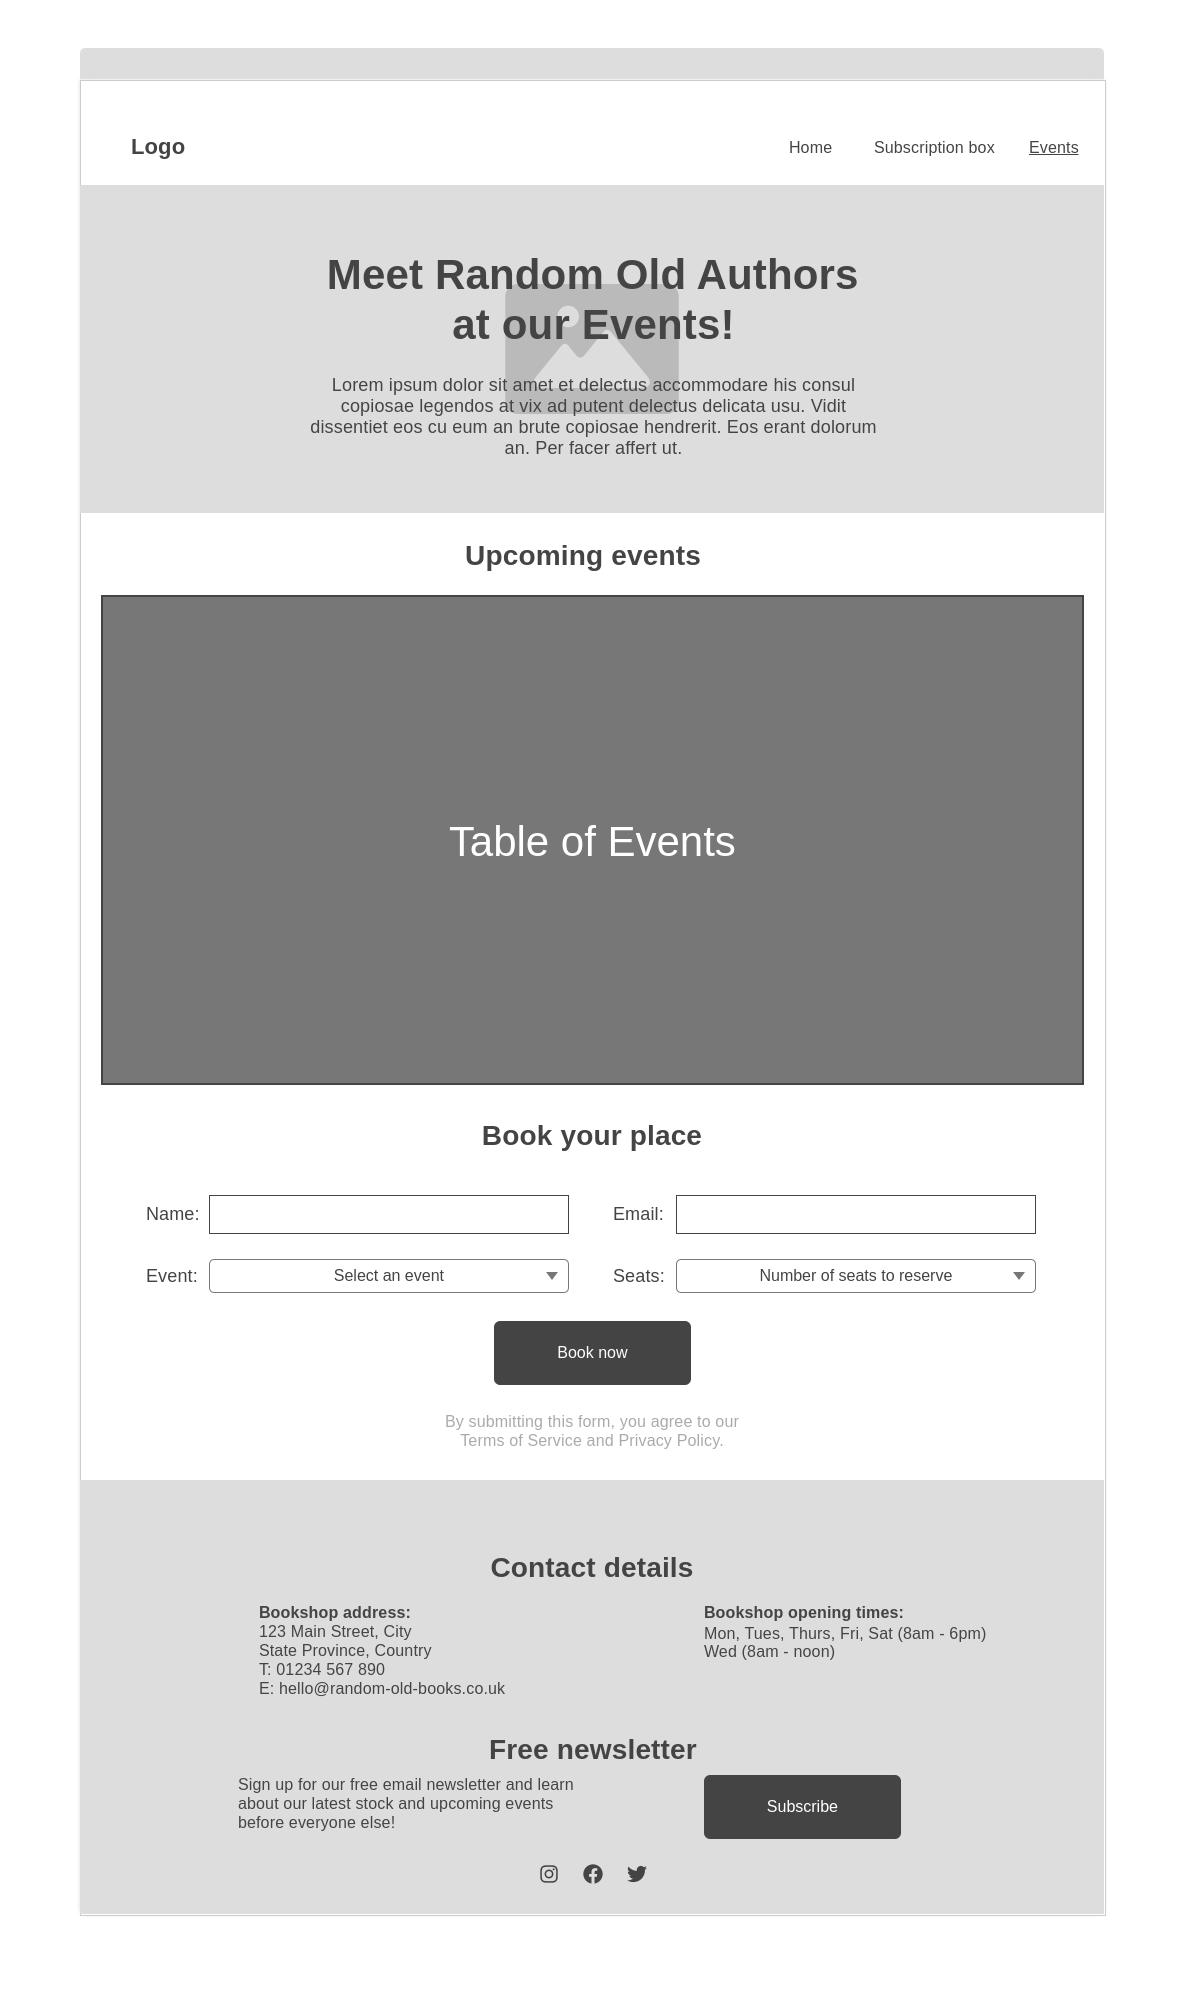 Logo
Home Subscription box Events
Meet Random Old Authors
at our Events!
Lorem ipsum dolor sit amet et delectus accommodare his consul
copiosae legendos at vix ad putent delectus delicata usu. Vidit
dissentiet eos cu eum an brute copiosae hendrerit. Eos erant dolorum
an. Per facer affert ut.
Upcoming events
Table of Events
Book your place
Name: Email:
Event: Select an event Seats: Number of seats to reserve
Book now
By submitting this form, you agree to our
Terms of Service and Privacy Policy.
Contact details
Bookshop address:
123 Main Street, City
State Province, Country
T: 01234 567 890
E: hello@random-old-books.co.uk
Bookshop opening times:
Mon, Tues, Thurs, Fri, Sat (8am - 6pm)
Wed (8am - noon)
Free newsletter
Sign up for our free email newsletter and learn
about our latest stock and upcoming events
before everyone else!
Subscribe